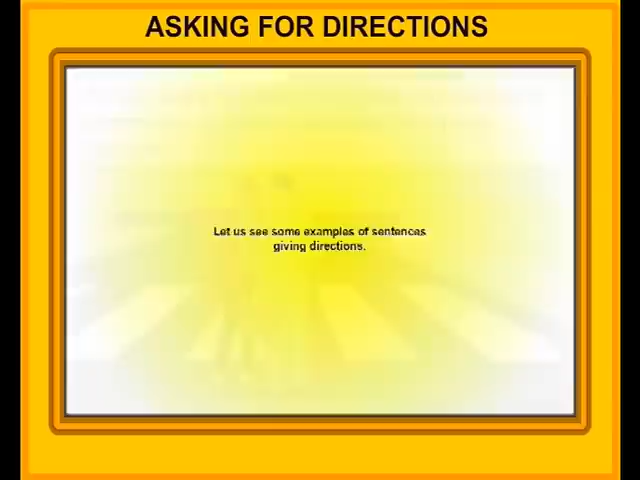 ASKING FOR DIRECTIONS
Let us see some examples of sentences
giving directions.